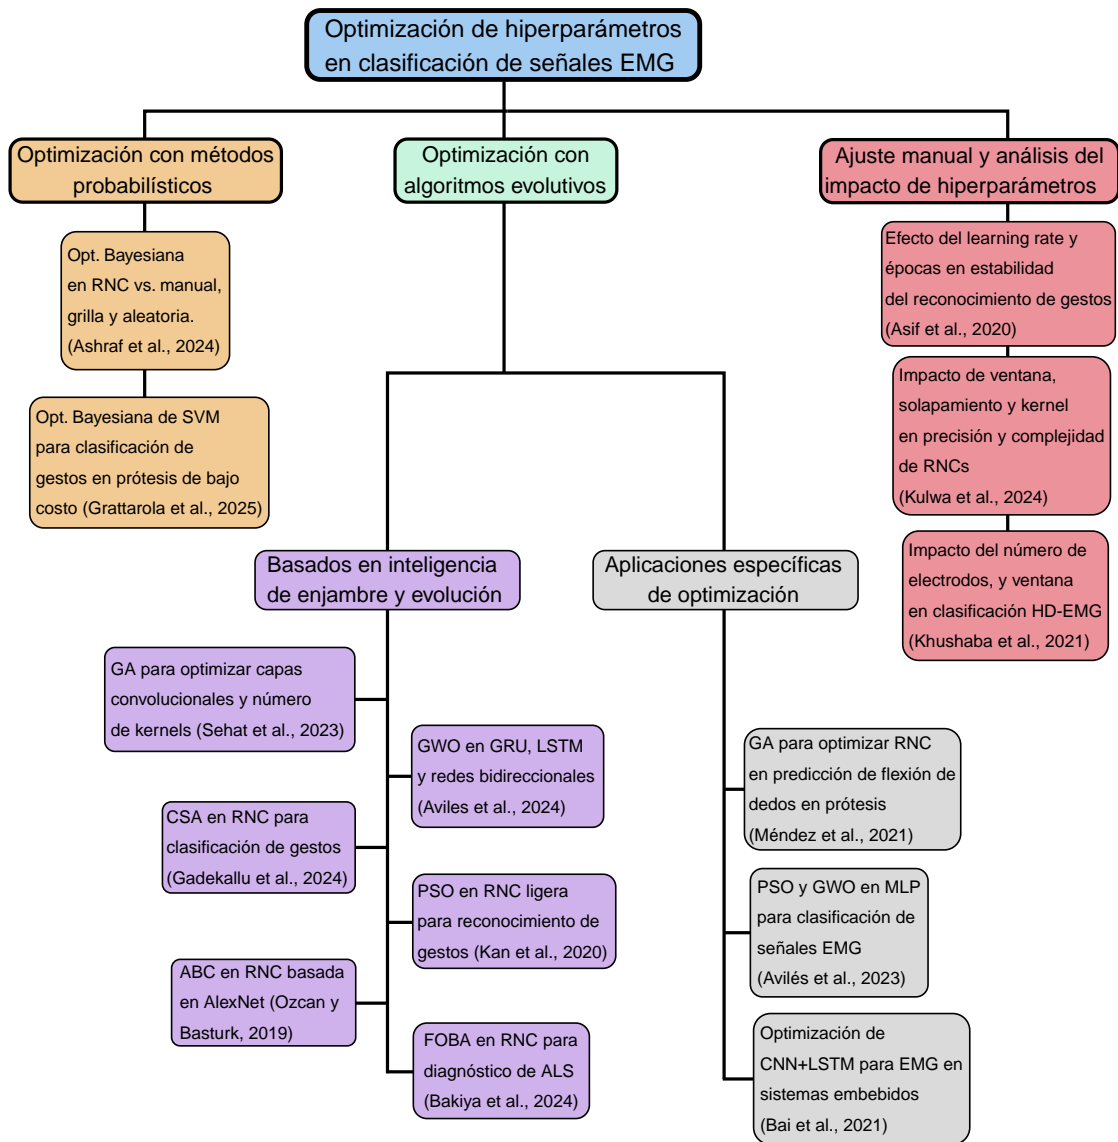 Optimización de hiperparámetros
en clasificación de señales EMG
Optimización con métodos
probabilísticos
Opt. Bayesiana
en RNC vs. manual,
grilla y aleatoria.
(Ashraf et al., 2024)
Opt. Bayesiana de SVM
para clasificación de
gestos en prótesis de bajo
costo (Grattarola et al., 2025)
Optimización con
algoritmos evolutivos
Basados en inteligencia
de enjambre y evolución
GA para optimizar capas
convolucionales y número
de kernels (Sehat et al., 2023)
GWO en GRU, LSTM
y redes bidireccionales
(Aviles et al., 2024)
CSA en RNC para
clasificación de gestos
(Gadekallu et al., 2024)
PSO en RNC ligera
para reconocimiento de
gestos (Kan et al., 2020)
ABC en RNC basada
en AlexNet (Ozcan y
Basturk, 2019)
FOBA en RNC para
diagnóstico de ALS
(Bakiya et al., 2024)
Aplicaciones específicas
de optimización
GA para optimizar RNC
en predicción de flexión de
dedos en prótesis
(Méndez et al., 2021)
PSO y GWO en MLP
para clasificación de
señales EMG
(Avilés et al., 2023)
Optimización de
CNN+LSTM para EMG en
sistemas embebidos
(Bai et al., 2021)
Ajuste manual y análisis del
impacto de hiperparámetros
Efecto del learning rate y
épocas en estabilidad
del reconocimiento de gestos
(Asif et al., 2020)
Impacto de ventana,
solapamiento y kernel
en precisión y complejidad
de RNCs
(Kulwa et al., 2024)
Impacto del número de
electrodos, y ventana
en clasificación HD-EMG
(Khushaba et al., 2021)